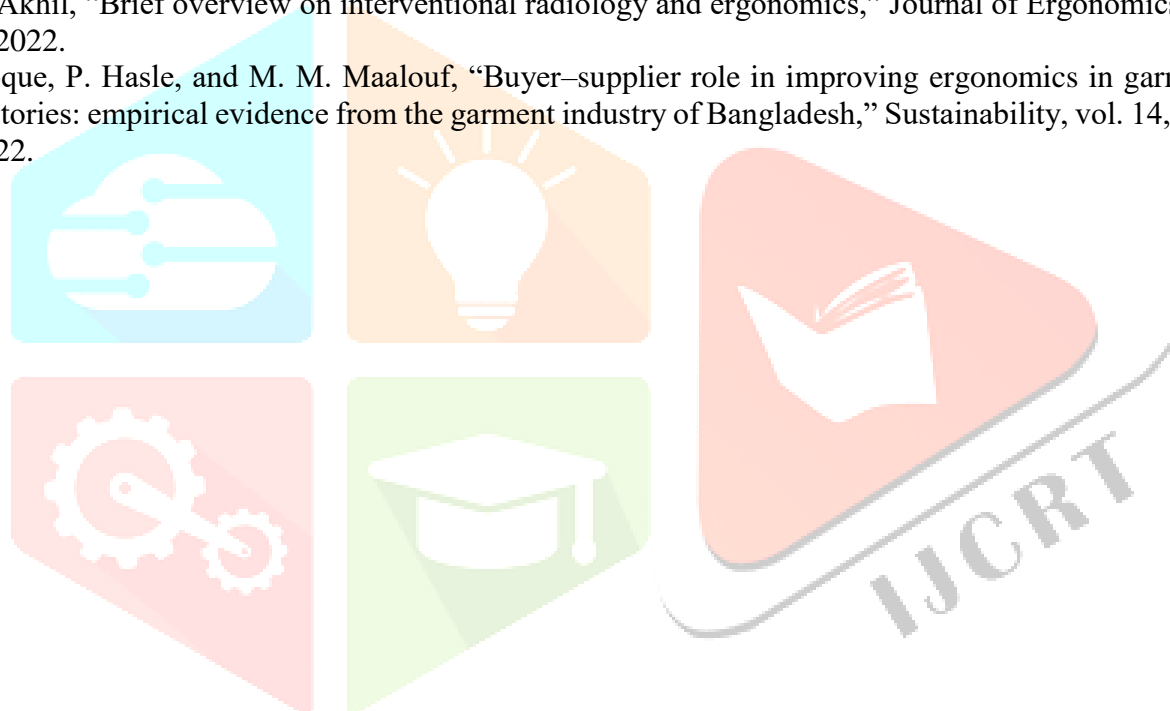 Akhil, “Brief overview on interventional radiology and ergonomics,” Journal of Ergonomics
2022.
que, P. Hasle, and M. M. Maalouf, “Buyer–supplier role in improving ergonomics in garm
tories: empirical evidence from the garment industry of Bangladesh,” Sustainability, vol. 14,
22.
IJCRT